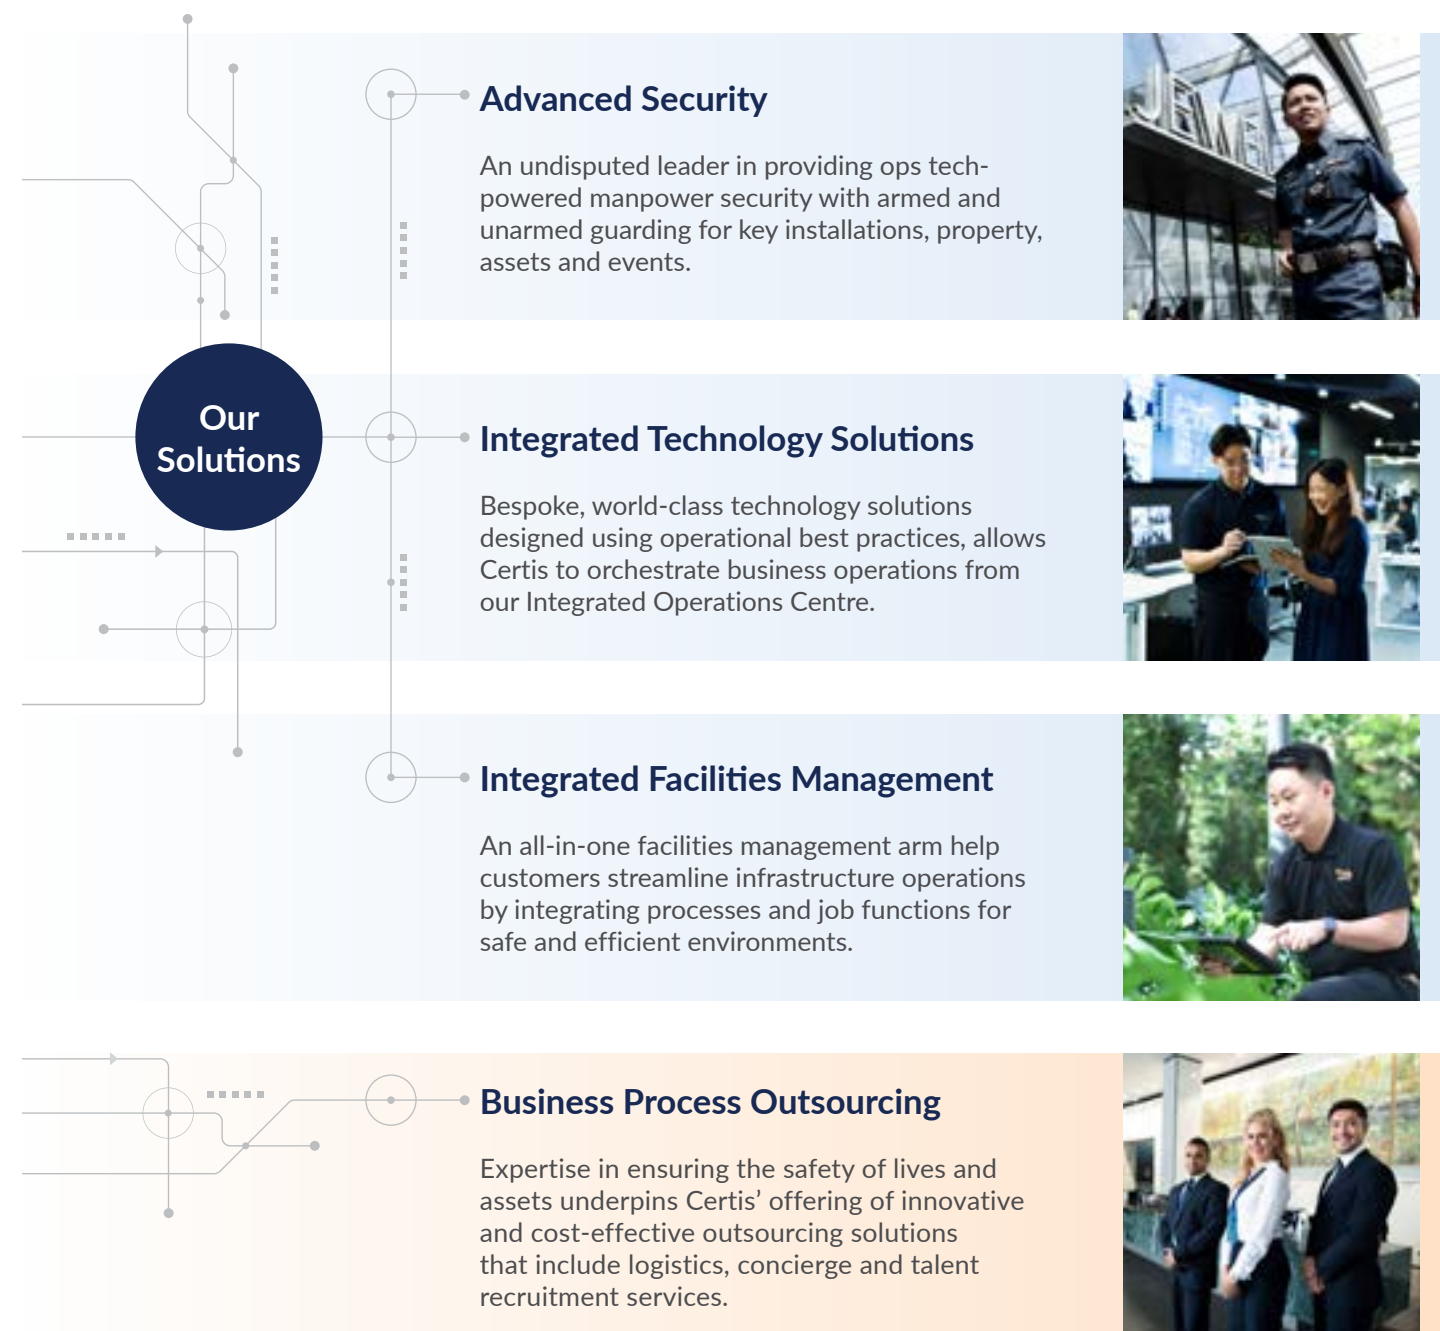 Our
Solutions
Advanced Security
An undisputed leader in providing ops tech-
powered manpower security with armed and
unarmed guarding for key installations, property,
assets and events.
JEWE
Integrated Technology Solutions
Bespoke, world-class technology solutions
designed using operational best practices, allows
Certis to orchestrate business operations from
our Integrated Operations Centre.
Integrated Facilities Management
An all-in-one facilities management arm help
customers streamline infrastructure operations
by integrating processes and job functions for
safe and efficient environments.
Business Process Outsourcing
Expertise in ensuring the safety of lives and
assets underpins Certis’ offering of innovative
and cost-effective outsourcing solutions
that include logistics, concierge and talent
recruitment services.